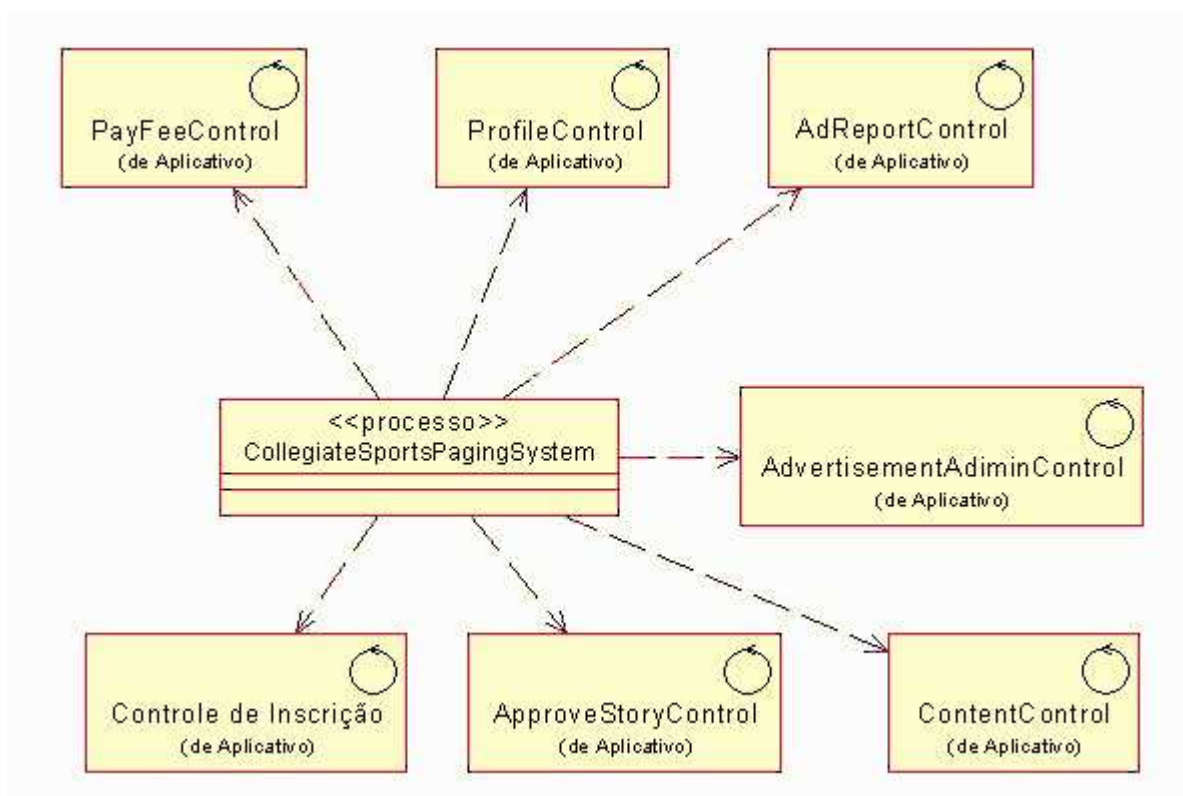 PayFeeControl
(de Aplicativo)
ProfileControl
(de Aplicativo)
AdReportControl
(de Aplicativo)
<<processo>>
CollegiateSportsPagingSystem
AdvertisementAdiminControl
(de Aplicativo)
Controle de Inscrição
(de Aplicativo)
ApproveStoryControl
(de Aplicativo)
ContentControl
(de Aplicativo)